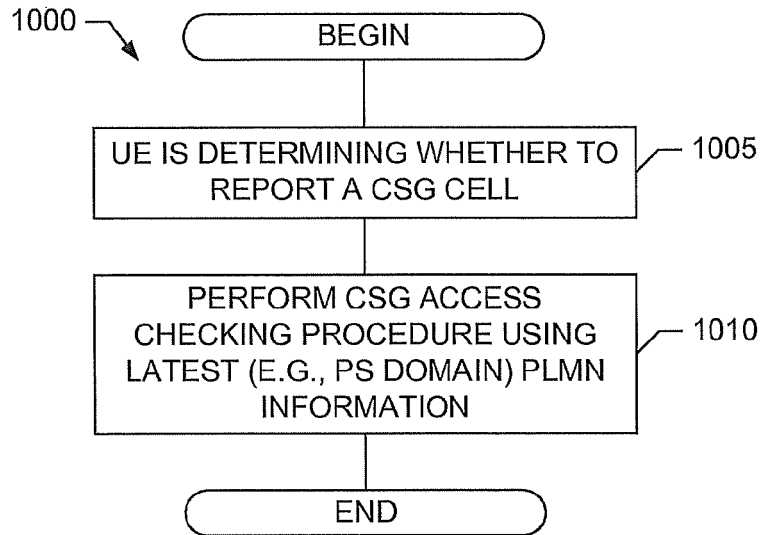 1000
BEGIN
UE IS DETERMINING WHETHER TO
REPORT A CSG CELL
1005
PERFORM CSG ACCESS
CHECKING PROCEDURE USING
LATEST (E.G., PS DOMAIN) PLMN
INFORMATION
1010
END